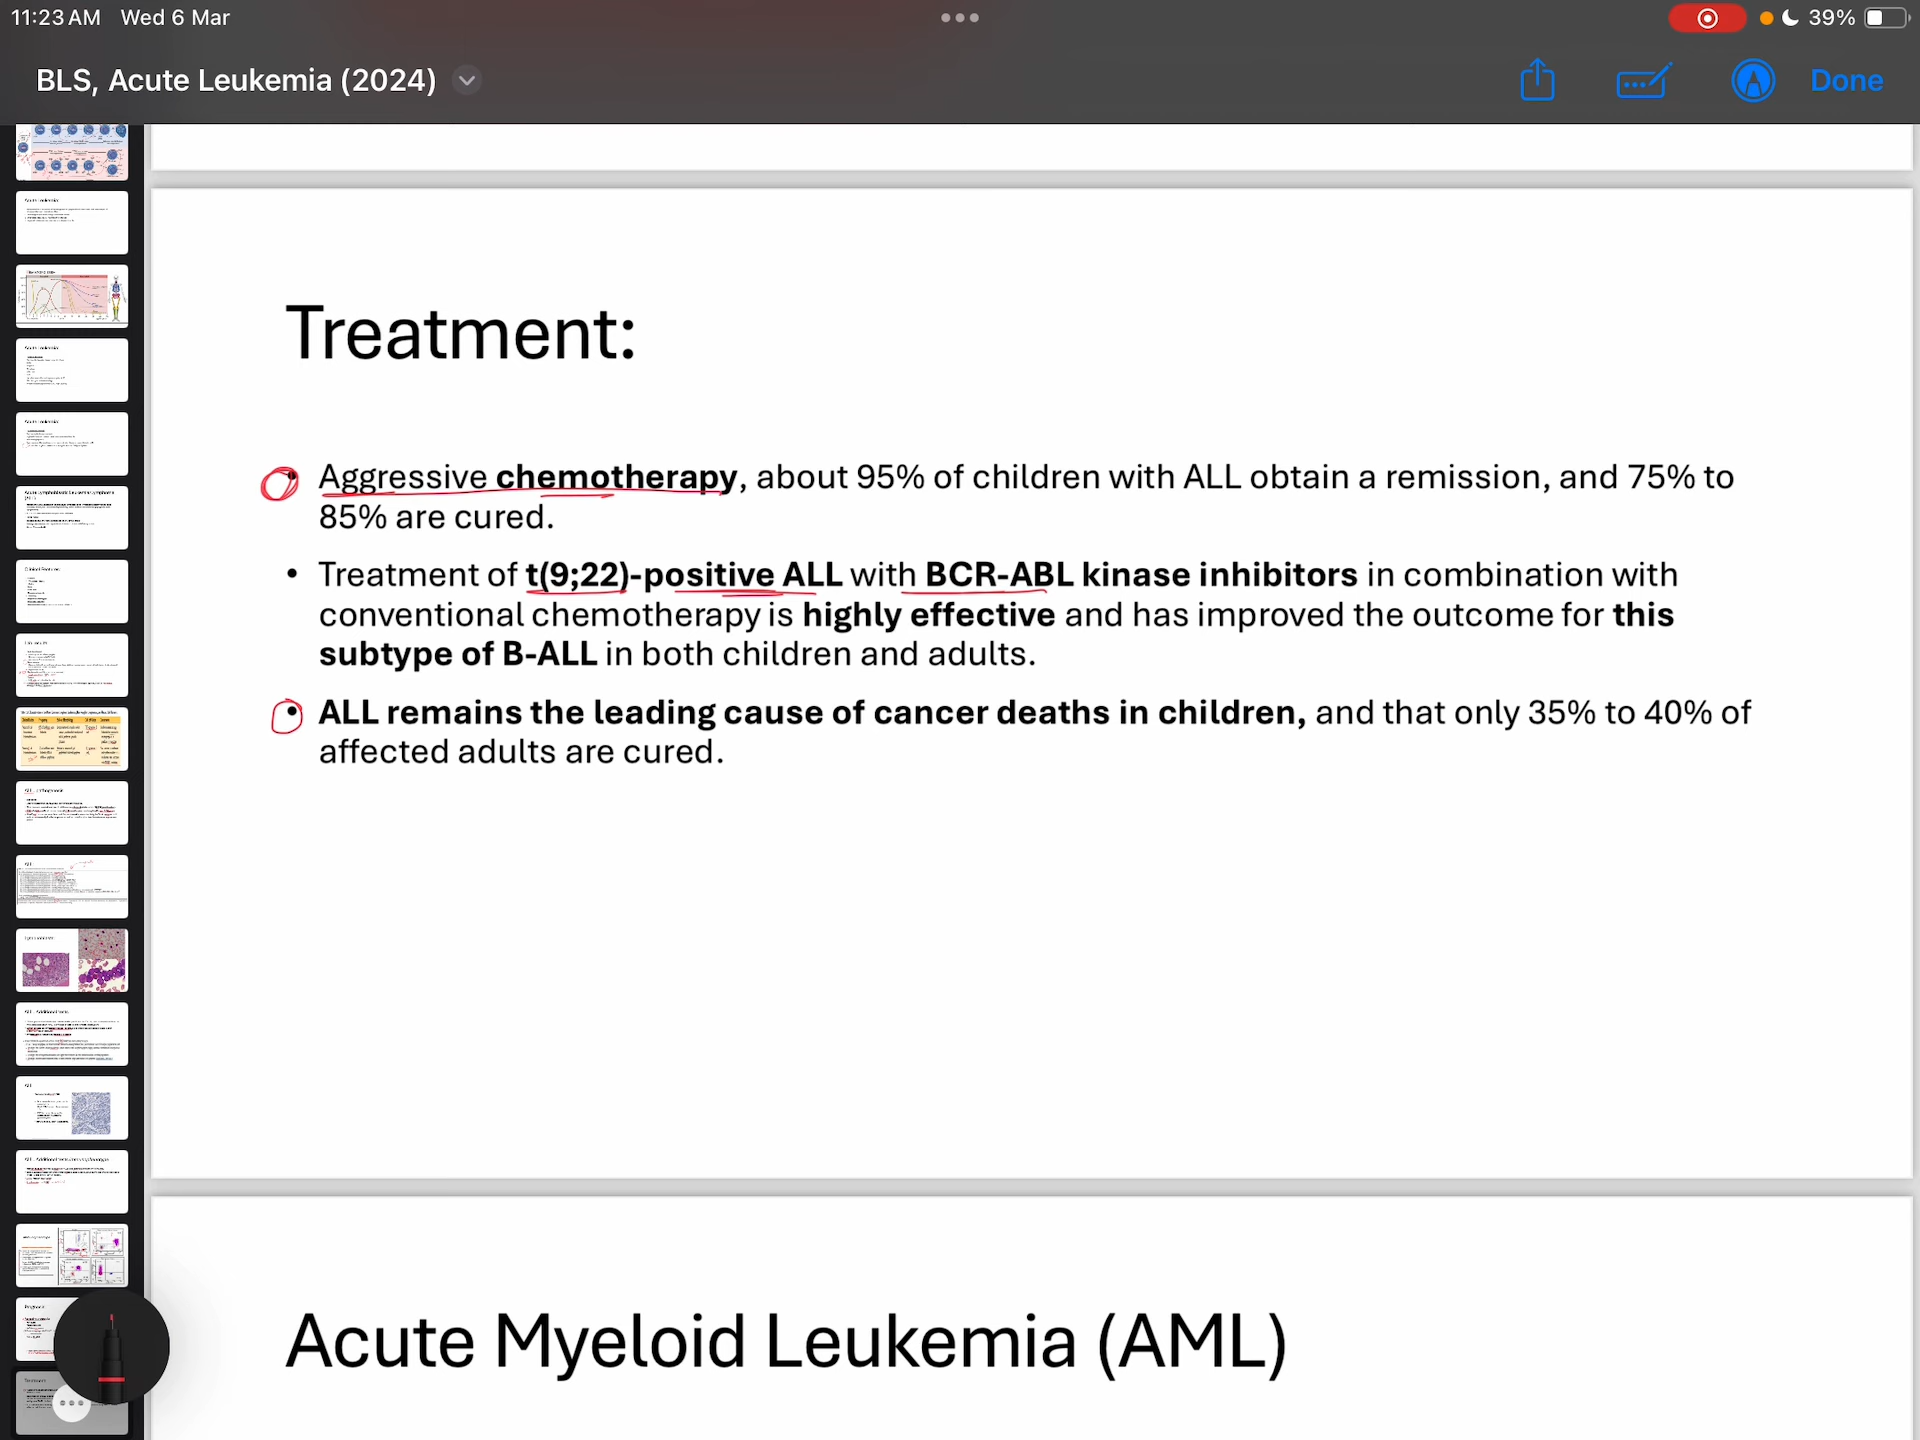 11:23 AM Wed 6 Mar
39%
BLS, Acute Leukemia (2024)
Done
Treatment:
• Aggressive chemotherapy, about 95% of children with ALL obtain a remission, and 75% to
85% are cured.
• Treatment of t(9;22)-positive ALL with BCR-ABL kinase inhibitors in combination with
conventional chemotherapy is highly effective and has improved the outcome for this
subtype of B-ALL in both children and adults.
• ALL remains the leading cause of cancer deaths in children, and that only 35% to 40% of
affected adults are cured.
Acute Myeloid Leukemia (AML)